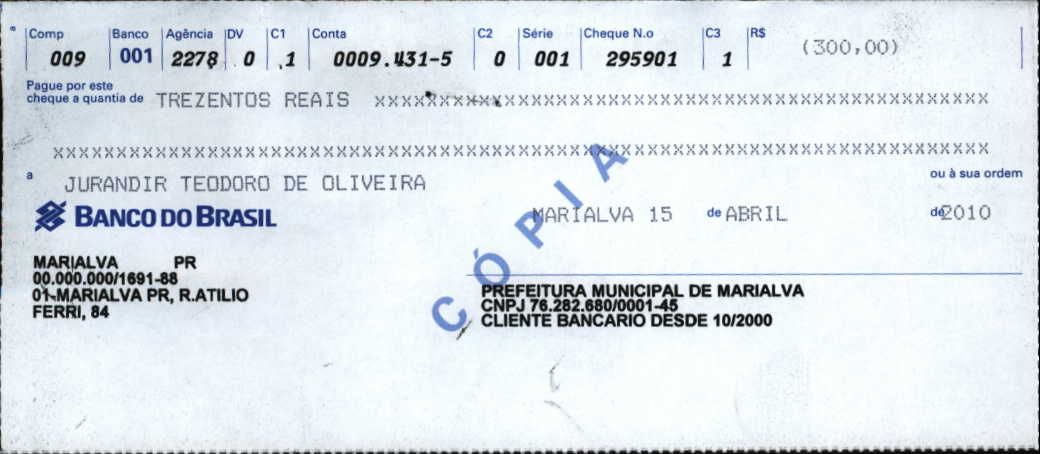 Comp Banco Agência DV C1 Conta C2 Série Cheque N.o C3 R$
009 001 2278 0 1 0009.431-5 0 001 295901 1 (300,00)
Pague por este
cheque a quantia de TREZENTOS REAIS xxxxxxxxxxxxxxxxxxxxxxxxxxxxxxxxxxxxxxxxxxxxxxxx
xxxxxxxxxxxxxxxxxxxxxxxxxxxxxxxxxxxxxxxxxxxxxxxxxxxxxxxxxxxxxxxxxxxxxxxxx
a JURANDIR TEODORO DE OLIVEIRA ou à sua ordem
BANCO DO BRASIL MARIALVA 15 de ABRIL de 2010
CÓPIA
MARIALVA PR
00.000.000/1691-88
01-MARIALVA PR, R.ATILIO
FERRI, 84
PREFEITURA MUNICIPAL DE MARIALVA
CNPJ 76.282.680/0001-45
CLIENTE BANCARIO DESDE 10/2000